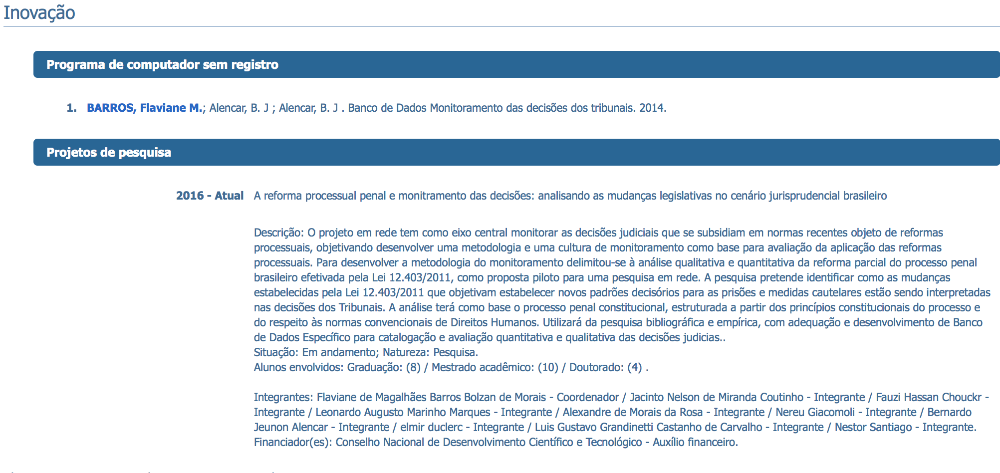 Inovação
Programa de computador sem registro
1. BARROS, Flaviane M.; Alencar, B. J ; Alencar, B. J . Banco de Dados Monitoramento das decisões dos tribunais. 2014.
Projetos de pesquisa
2016 - Atual A reforma processual penal e monitramento das decisões: analisando as mudanças legislativas no cenário jurisprudencial brasileiro
Descrição: O projeto em rede tem como eixo central monitorar as decisões judiciais que se subsidiam em normas recentes objeto de reformas
processuais, objetivando desenvolver uma metodologia e uma cultura de monitoramento como base para avaliação da aplicação das reformas
processuais. Para desenvolver a metodologia do monitoramento delimitou-se à análise qualitativa e quantitativa da reforma parcial do processo penal
brasileiro efetivada pela Lei 12.403/2011, como proposta piloto para uma pesquisa em rede. A pesquisa pretende identificar como as mudanças
estabelecidas pela Lei 12.403/2011 que objetivam estabelecer novos padrões decisórios para as prisões e medidas cautelares estão sendo interpretadas
nas decisões dos Tribunais. A análise terá como base o processo penal constitucional, estruturada a partir dos princípios constitucionais do processo e
do respeito às normas convencionais de Direitos Humanos. Utilizará da pesquisa bibliográfica e empírica, com adequação e desenvolvimento de Banco
de Dados Específico para catalogação e avaliação quantitativa e qualitativa das decisões judicias..
Situação: Em andamento; Natureza: Pesquisa.
Alunos envolvidos: Graduação: (8) / Mestrado acadêmico: (10) / Doutorado: (4) .
Integrantes: Flaviane de Magalhães Barros Bolzan de Morais - Coordenador / Jacinto Nelson de Miranda Coutinho - Integrante / Fauzi Hassan Chouckr -
Integrante / Leonardo Augusto Marinho Marques - Integrante / Alexandre de Morais da Rosa - Integrante / Nereu Giacomoli - Integrante / Bernardo
Jeunon Alencar - Integrante / elmir duclerc - Integrante / Luis Gustavo Grandinetti Castanho de Carvalho - Integrante / Nestor Santiago - Integrante.
Financiador(es): Conselho Nacional de Desenvolvimento Científico e Tecnológico - Auxílio financeiro.